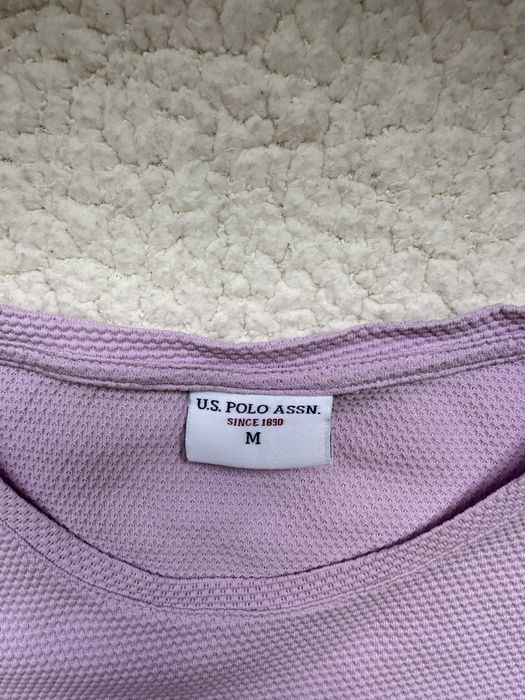 U.S. POLO ASSN.
SINCE 1890
M